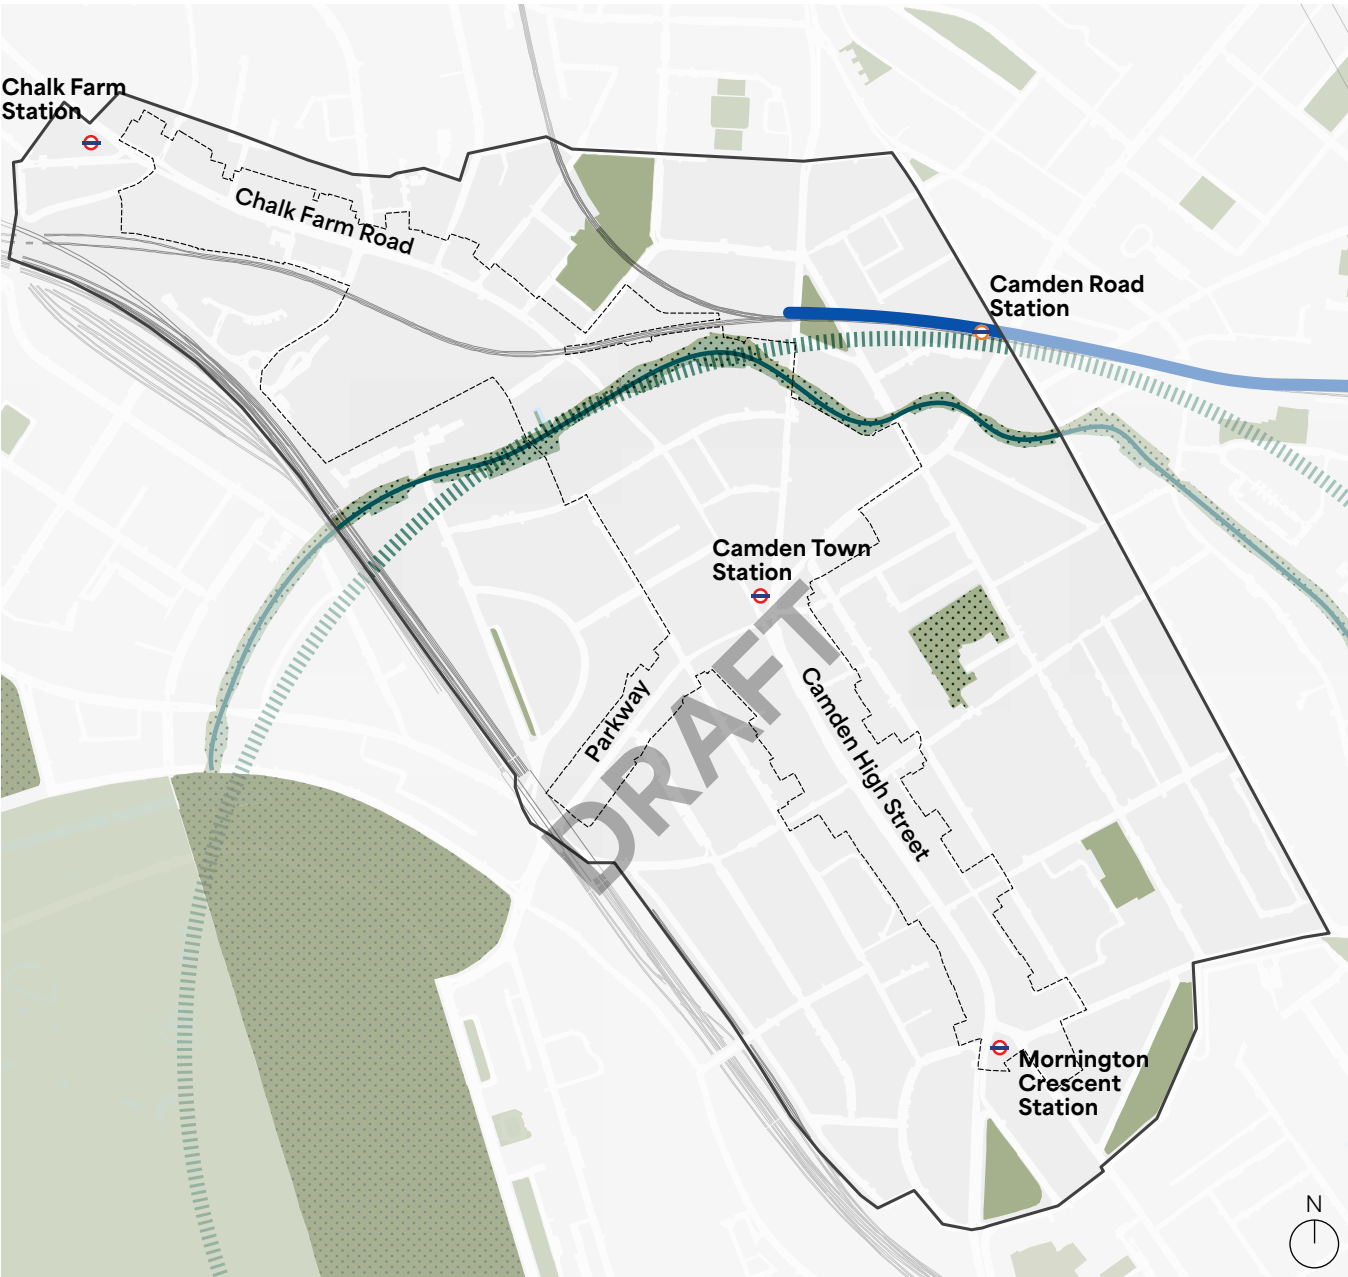 Chalk Farm
Station
Chalk Farm Road
Camden Road
Station
Camden Town
Station
Parkway
DRAFT
Camden High Street
Mornington
Crescent
Station
N